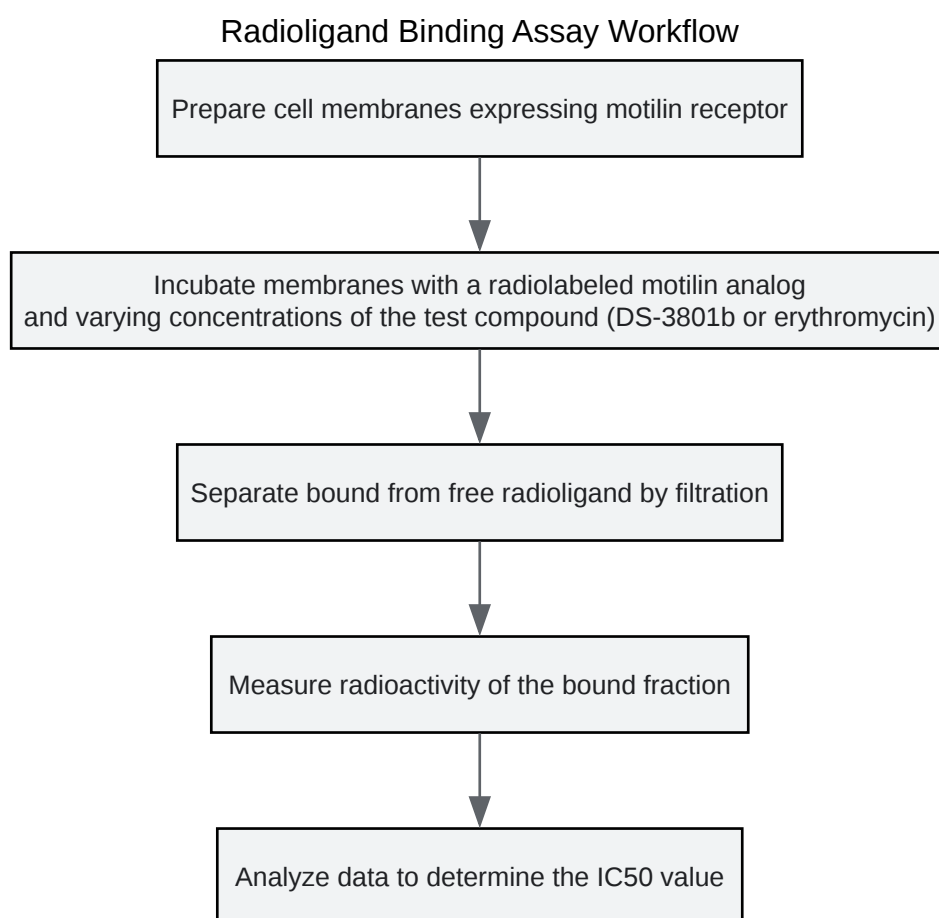 Radioligand Binding Assay Workflow
Prepare cell membranes expressing motilin receptor
Incubate membranes with a radiolabeled motilin analog
and varying concentrations of the test compound (DS-3801b or erythromycin)
Separate bound from free radioligand by filtration
Measure radioactivity of the bound fraction
Analyze data to determine the IC50 value